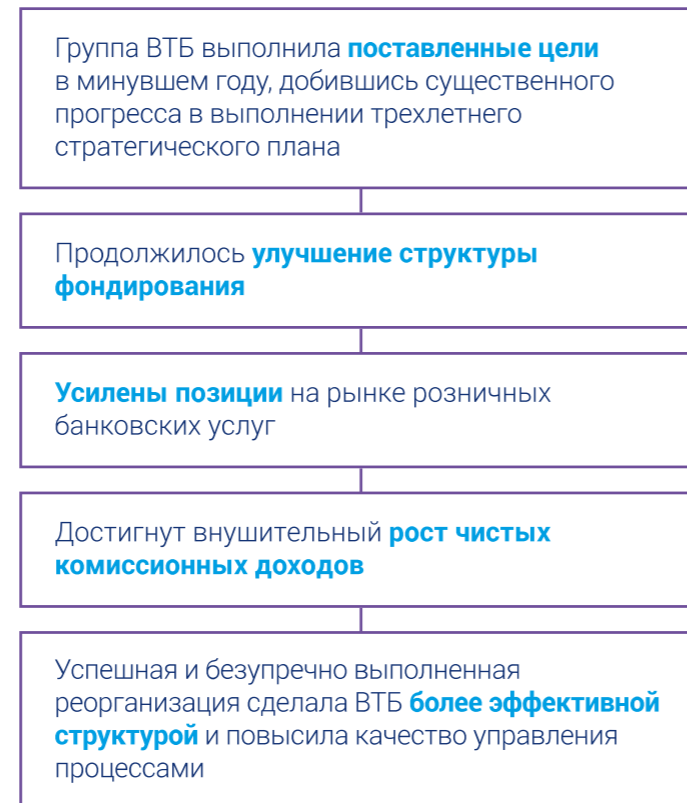 Группа ВТБ выполнила поставленные цели
в минувшем году, добившись существенного
прогресса в выполнении трехлетнего
стратегического плана
Продолжилось улучшение структуры
фондирования
Усилены позиции на рынке розничных
банковских услуг
Достигнут внушительный рост чистых
комиссионных доходов
Успешная и безупречно выполненная
реорганизация сделала ВТБ более эффективной
структурой и повысила качество управления
процессами